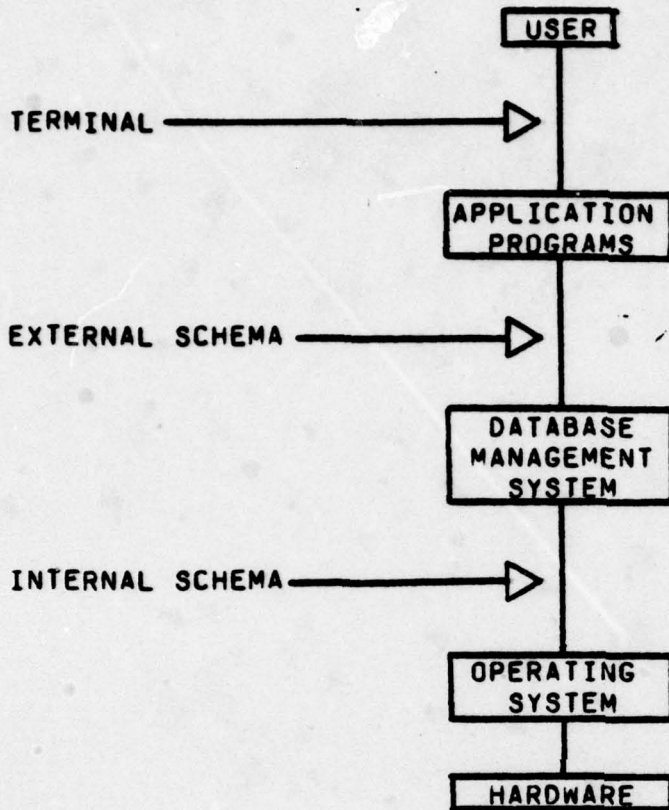 USER
TERMINAL
APPLICATION
PROGRAMS
EXTERNAL SCHEMA
DATABASE
MANAGEMENT
SYSTEM
INTERNAL SCHEMA
OPERATING
SYSTEM
HARDWARE